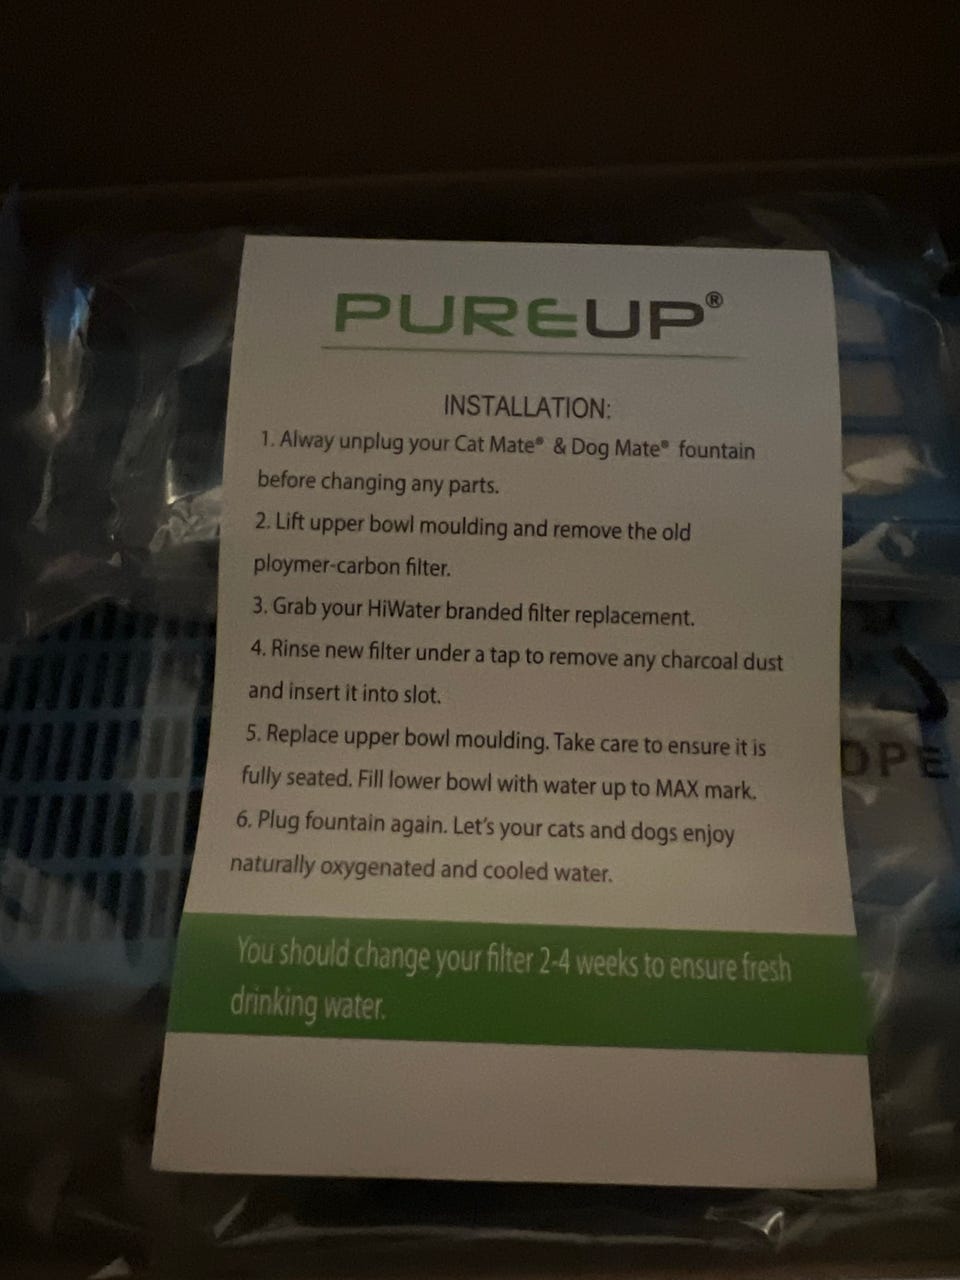 PUREUP®
INSTALLATION:
1. Alway unplug your Cat Mate® & Dog Mate® fountain
before changing any parts.
2. Lift upper bowl moulding and remove the old
ploymer-carbon filter.
3. Grab your HiWater branded filter replacement.
4. Rinse new filter under a tap to remove any charcoal dust
and insert it into slot.
5. Replace upper bowl moulding. Take care to ensure it is
fully seated. Fill lower bowl with water up to MAX mark.
6. Plug fountain again. Let's your cats and dogs enjoy
naturally oxygenated and cooled water.
You should change your filter 2-4 weeks to ensure fresh
drinking water.
OPE